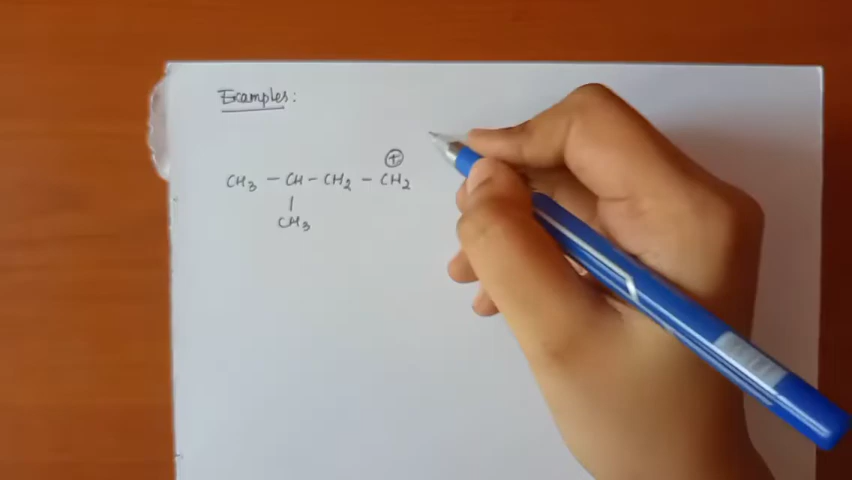 Examples:
⊕
CH₃ — CH — CH₂ — CH₂
|
CH₃